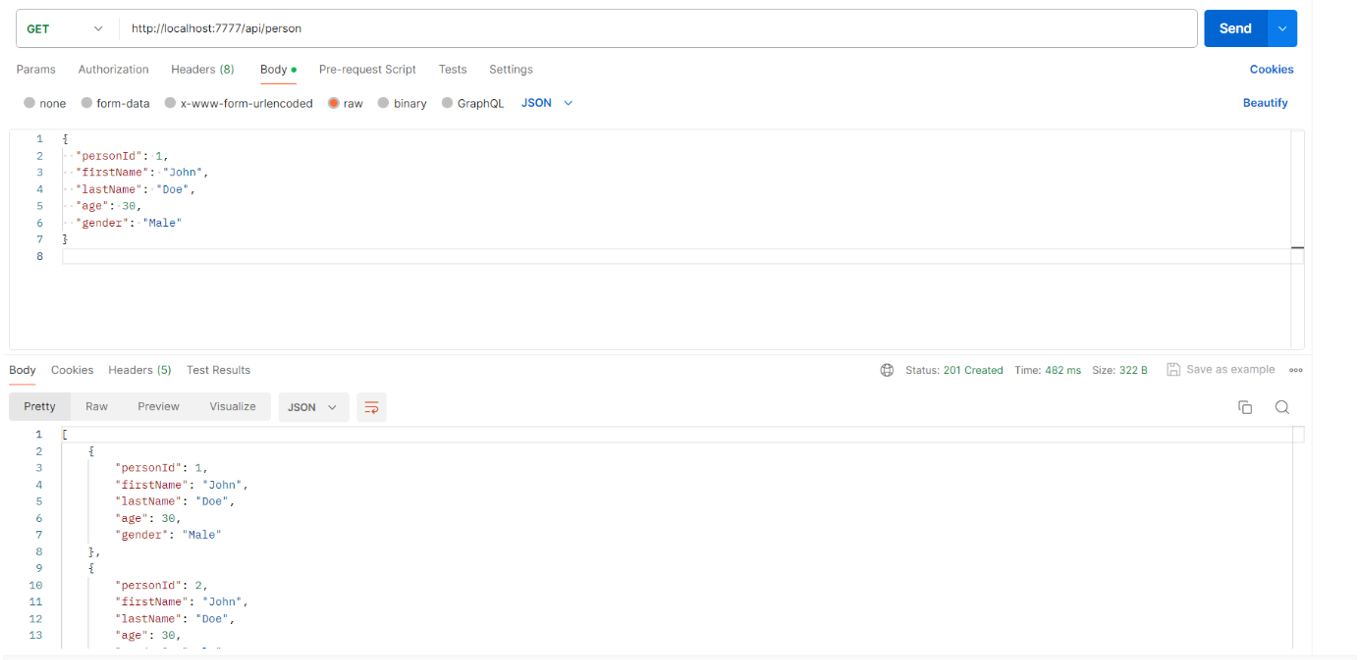 GET http://localhost:7777/api/person Send
Params Authorization Headers (8) Body Pre-request Script Tests Settings Cookies
none form-data x-www-form-urlencoded raw binary GraphQL JSON Beautify
1 {
2 "personId": 1,
3 "firstName": "John",
4 "lastName": "Doe",
5 "age": 30,
6 "gender": "Male"
7 }
8
Body Cookies Headers (5) Test Results Status: 201 Created Time: 482 ms Size: 322 B Save as example
Pretty Raw Preview Visualize JSON
1 [
2 {
3 "personId": 1,
4 "firstName": "John",
5 "lastName": "Doe",
6 "age": 30,
7 "gender": "Male"
8 },
9 {
10 "personId": 2,
11 "firstName": "John",
12 "lastName": "Doe",
13 "age": 30,